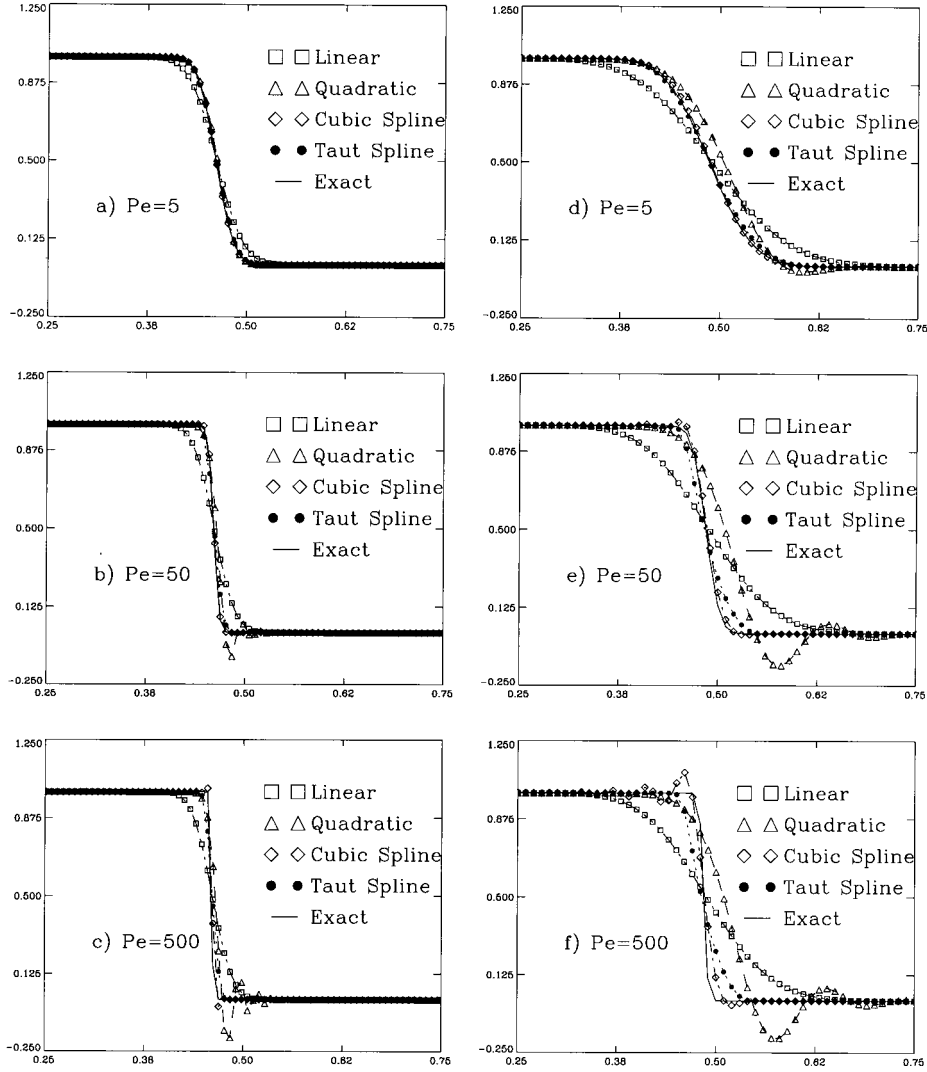 1.250
0.875
0.500
0.125
−0.250
0.25
0.38
0.50
0.62
0.75
□ □ Linear
△ △ Quadratic
◇ ◇ Cubic Spline
● ● Taut Spline
— Exact
a) Pe=5
1.250
0.875
0.500
0.125
−0.250
0.25
0.38
0.50
0.62
0.75
□ □ Linear
△ △ Quadratic
◇ ◇ Cubic Spline
● ● Taut Spline
— Exact
d) Pe=5
1.250
0.876
0.500
0.126
−0.250
0.25
0.38
0.50
0.62
0.75
□ □ Linear
△ △ Quadratic
◇ ◇ Cubic Spline
● ● Taut Spline
— Exact
b) Pe=50
1.250
0.876
0.500
0.125
−0.250
0.25
0.38
0.50
0.62
0.75
□ □ Linear
△ △ Quadratic
◇ ◇ Cubic Spline
● ● Taut Spline
— Exact
e) Pe=50
1.250
0.876
0.500
0.125
−0.250
0.25
0.38
0.50
0.62
0.75
□ □ Linear
△ △ Quadratic
◇ ◇ Cubic Spline
● ● Taut Spline
— Exact
c) Pe=500
1.250
0.876
0.500
0.125
−0.250
0.25
0.38
0.50
0.62
0.75
□ □ Linear
△ △ Quadratic
◇ ◇ Cubic Spline
● ● Taut Spline
— Exact
f) Pe=500